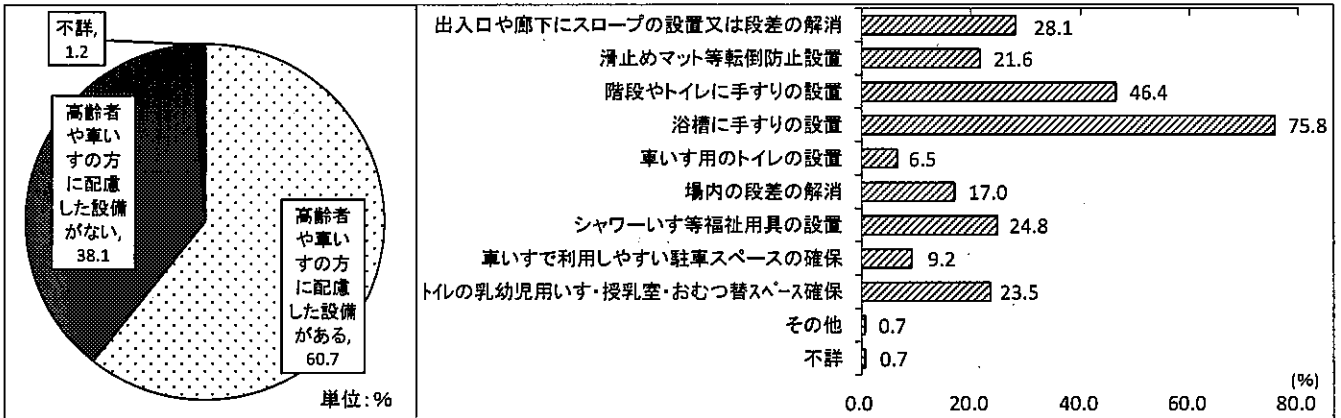 不詳,
1.2
高齢者
や車い
すの方
に配慮
した設備
がない,
38.1
高齢者
や車い
すの方
に配慮
した設備
がある,
60.7
単位:%
出入口や廊下にスロープの設置又は段差の解消 28.1
滑止めマット等転倒防止設置 21.6
階段やトイレに手すりの設置 46.4
浴槽に手すりの設置 75.8
車いす用のトイレの設置 6.5
場内の段差の解消 17.0
シャワーいす等福祉用具の設置 24.8
車いすで利用しやすい駐車スペースの確保 9.2
トイレの乳幼児用いす・授乳室・おむつ替スペース確保 23.5
その他 0.7
不詳 0.7
(%)
0.0 20.0 40.0 60.0 80.0